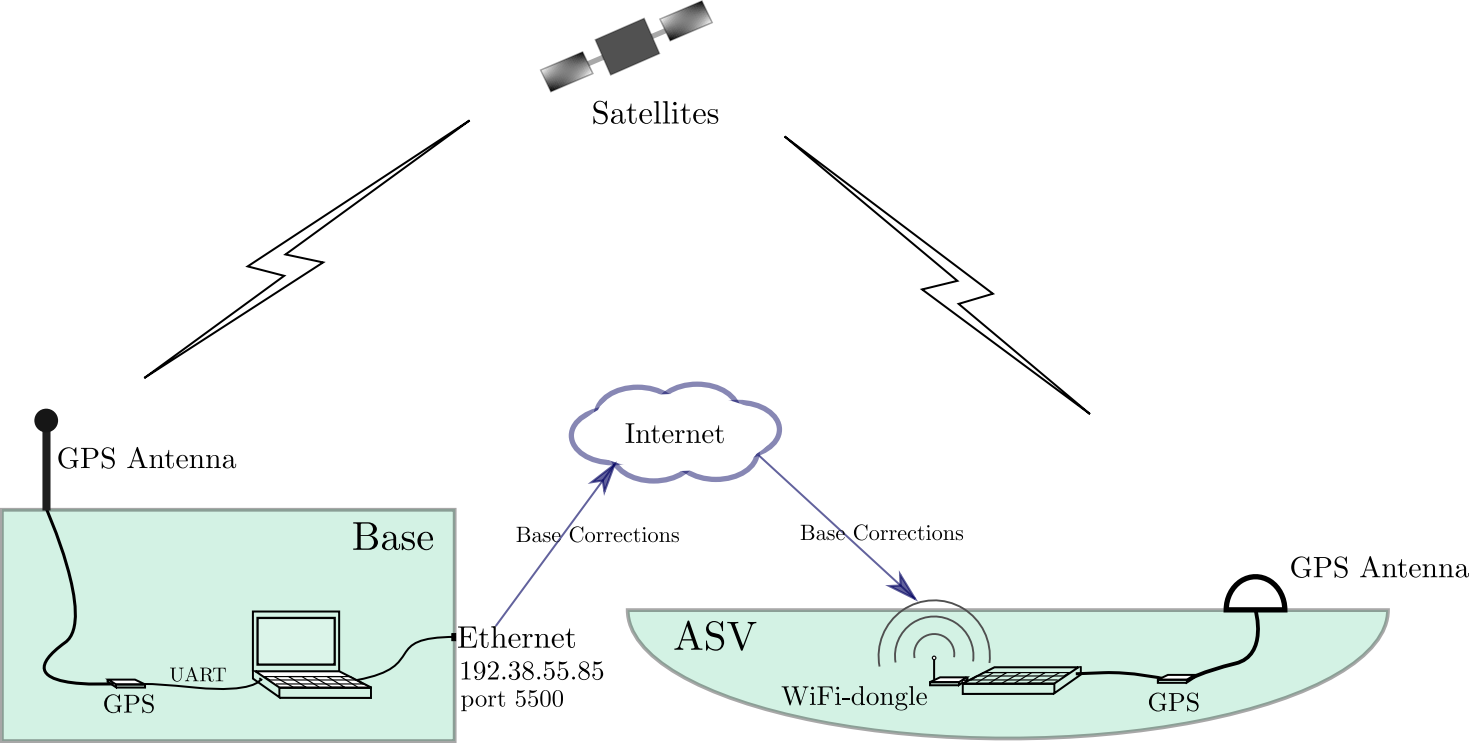 Satellites
GPS Antenna
Internet
Base
Base Corrections
Base Corrections
GPS Antenna
Ethernet
192.38.55.85
port 5500
ASV
UART
GPS
WiFi-dongle
GPS